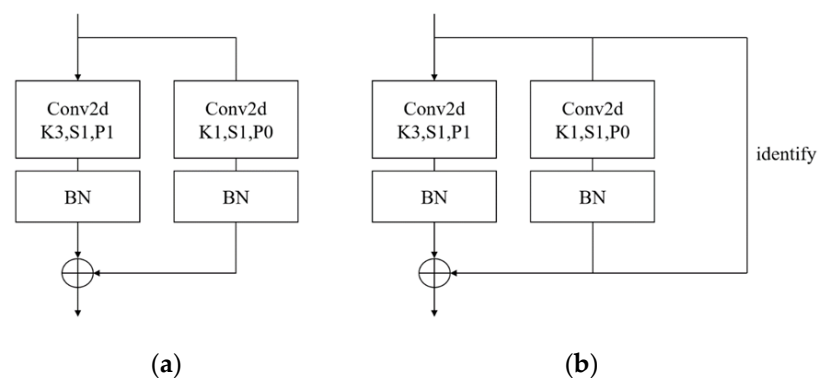 Conv2d
K3,S1,P1
Conv2d
K1,S1,P0
BN
BN
(a)
Conv2d
K3,S1,P1
Conv2d
K1,S1,P0
identify
BN
BN
(b)